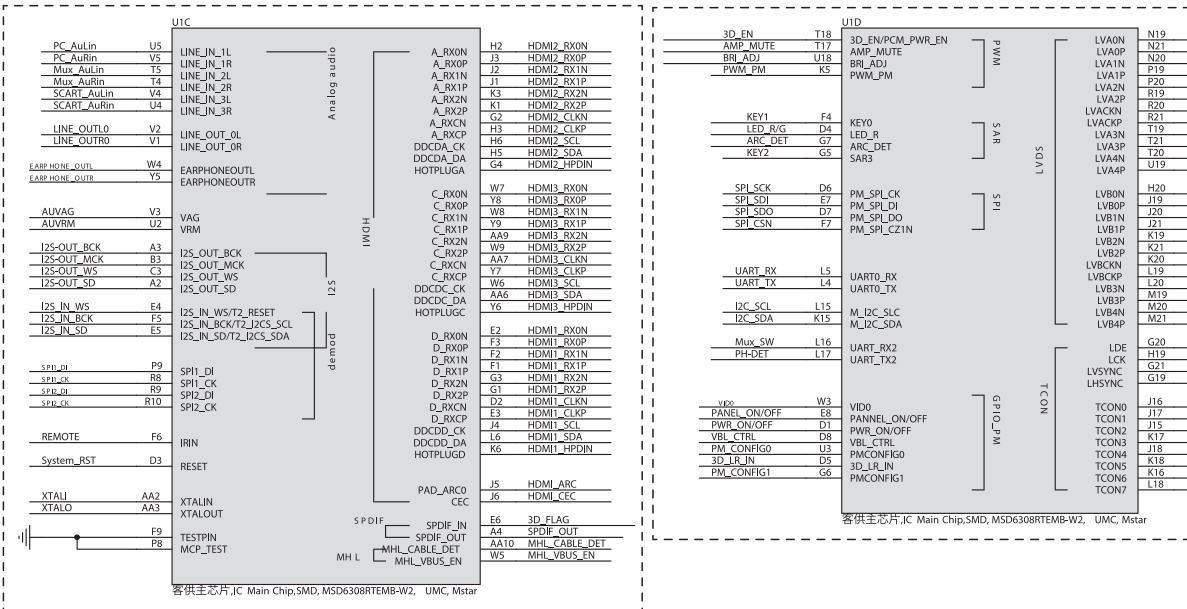 U1C
PC_AuLin U5 LINE_IN_1L
PC_AuRin V5 LINE_IN_1R
Mux_AuLin T5 LINE_IN_2L
Mux_AuRin T4 LINE_IN_2R
SCART_AuLin V4 LINE_IN_3L
SCART_AuRin U4 LINE_IN_3R
LINE_OUTL0 V2 LINE_OUT_0L
LINE_OUTR0 V1 LINE_OUT_0R
EARPHONE_OUTL W4 EARPHONEOUTL
EARPHONE_OUTR Y5 EARPHONEOUTR
AUVAG V3 VAG
AUVRM U2 VRM
I2S-OUT_BCK A3 I2S_OUT_BCK
I2S-OUT_MCK B3 I2S_OUT_MCK
I2S-OUT_WS C3 I2S_OUT_WS
I2S-OUT_SD A2 I2S_OUT_SD
I2S_IN_WS E4 I2S_IN_WS/T2_RESET
I2S_IN_BCK F5 I2S_IN_BCK/T2_I2CS_SCL
I2S_IN_SD E5 I2S_IN_SD/T2_I2CS_SDA
SPI1_DI P9 SPI1_DI
SPI1_CK R8 SPI1_CK
SPI2_DI R9 SPI2_DI
SPI2_CK R10 SPI2_CK
REMOTE F6 IRIN
System_RST D3 RESET
XTALI AA2 XTALIN
XTALO AA3 XTALOUT
F9 TESTPIN
P8 MCP_TEST
Analog audio
I2S
demod
HDMI
SPDIF
MHL
A_RX0N H2 HDMI2_RX0N
A_RX0P J3 HDMI2_RX0P
A_RX1N J2 HDMI2_RX1N
A_RX1P J1 HDMI2_RX1P
A_RX2N K3 HDMI2_RX2N
A_RX2P K1 HDMI2_RX2P
A_RXCN G2 HDMI2_CLKN
A_RXCP H3 HDMI2_CLKP
DDCDA_CK H6 HDMI2_SCL
DDCDA_DA H5 HDMI2_SDA
HOTPLUGA G4 HDMI2_HPDIN
C_RX0N W7 HDMI3_RX0N
C_RX0P Y8 HDMI3_RX0P
C_RX1N W8 HDMI3_RX1N
C_RX1P Y9 HDMI3_RX1P
C_RX2N AA9 HDMI3_RX2N
C_RX2P W9 HDMI3_RX2P
C_RXCN AA7 HDMI3_CLKN
C_RXCP Y7 HDMI3_CLKP
DDCDC_CK W6 HDMI3_SCL
DDCDC_DA AA6 HDMI3_SDA
HOTPLUGC Y6 HDMI3_HPDIN
D_RX0N E2 HDMI1_RX0N
D_RX0P F3 HDMI1_RX0P
D_RX1N F2 HDMI1_RX1N
D_RX1P F1 HDMI1_RX1P
D_RX2N G3 HDMI1_RX2N
D_RX2P G1 HDMI1_RX2P
D_RXCN D2 HDMI1_CLKN
D_RXCP E3 HDMI1_CLKP
DDCDD_CK J4 HDMI1_SCL
DDCDD_DA L6 HDMI1_SDA
HOTPLUGD K6 HDMI1_HPDIN
PAD_ARC0 J5 HDMI_ARC
CEC J6 HDMI_CEC
SPDIF_IN E6 3D_FLAG
SPDIF_OUT A4 SPDIF_OUT
MHL_CABLE_DET AA10 MHL_CABLE_DET
MHL_VBUS_EN W5 MHL_VBUS_EN
客供主芯片,IC Main Chip,SMD, MSD6308RTEMB-W2, UMC, Mstar
U1D
3D_EN T18 3D_EN/PCM_PWR_EN
AMP_MUTE T17 AMP_MUTE
BRI_ADJ U18 BRI_ADJ
PWM_PM K5 PWM_PM
KEY1 F4 KEY0
LED_R/G D4 LED_R
ARC_DET G7 ARC_DET
KEY2 G5 SAR3
SPI_SCK D6 PM_SPI_CK
SPI_SDI E7 PM_SPI_DI
SPI_SDO D7 PM_SPI_DO
SPI_CSN F7 PM_SPI_CZ1N
UART_RX L5 UART0_RX
UART_TX L4 UART0_TX
I2C_SCL L15 M_I2C_SLC
I2C_SDA K15 M_I2C_SDA
Mux_SW L16 UART_RX2
PH-DET L17 UART_TX2
VID0 W3 VID0
PANEL_ON/OFF E8 PANNEL_ON/OFF
PWR_ON/OFF D1 PWR_ON/OFF
VBL_CTRL D8 VBL_CTRL
PM_CONFIG0 U3 PMCONFIG0
3D_LR_IN D5 3D_LR_IN
PM_CONFIG1 G6 PMCONFIG1
PWM
SAR
SPI
GPIO_PM
LVDS
TCON
LVA0N N19
LVA0P N21
LVA1N N20
LVA1P P19
LVA2N P20
LVA2P R19
LVACKN R20
LVACKP R21
LVA3N T19
LVA3P T21
LVA4N T20
LVA4P U19
LVB0N H20
LVB0P J19
LVB1N J20
LVB1P J21
LVB2N K19
LVB2P K21
LVBCKN K20
LVBCKP L19
LVB3N L20
LVB3P M19
LVB4N M20
LVB4P M21
LDE G20
LCK H19
LVSYNC G21
LHSYNC G19
TCON0 J16
TCON1 J17
TCON2 J15
TCON3 K17
TCON4 J18
TCON5 K18
TCON6 K16
TCON7 L18
客供主芯片,IC Main Chip,SMD, MSD6308RTEMB-W2, UMC, Mstar